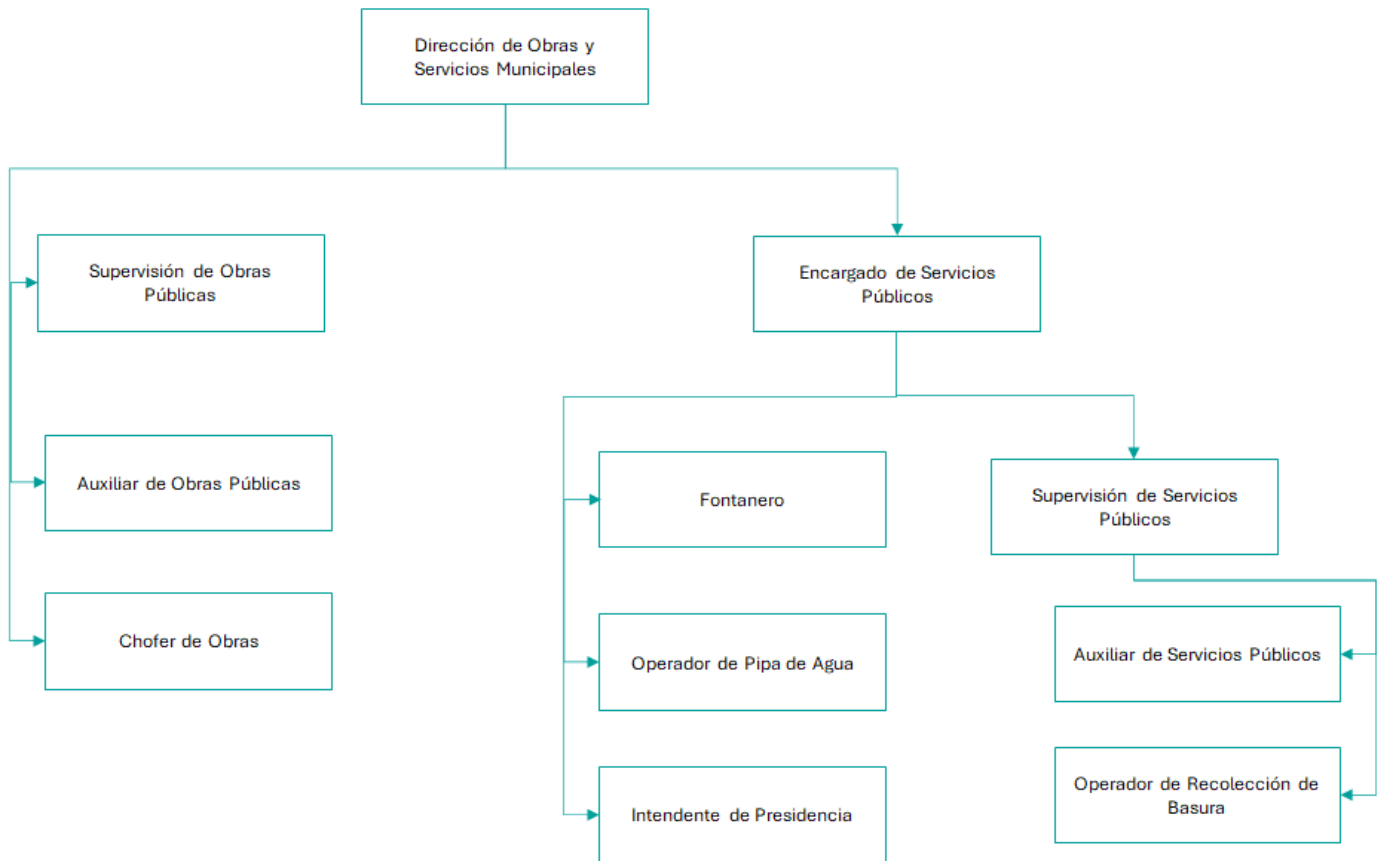 Dirección de Obras y
Servicios Municipales
Supervisión de Obras
Públicas
Encargado de Servicios
Públicos
Auxiliar de Obras Públicas
Fontanero
Supervisión de Servicios
Públicos
Chofer de Obras
Operador de Pipa de Agua
Auxiliar de Servicios Públicos
Intendente de Presidencia
Operador de Recolección de
Basura